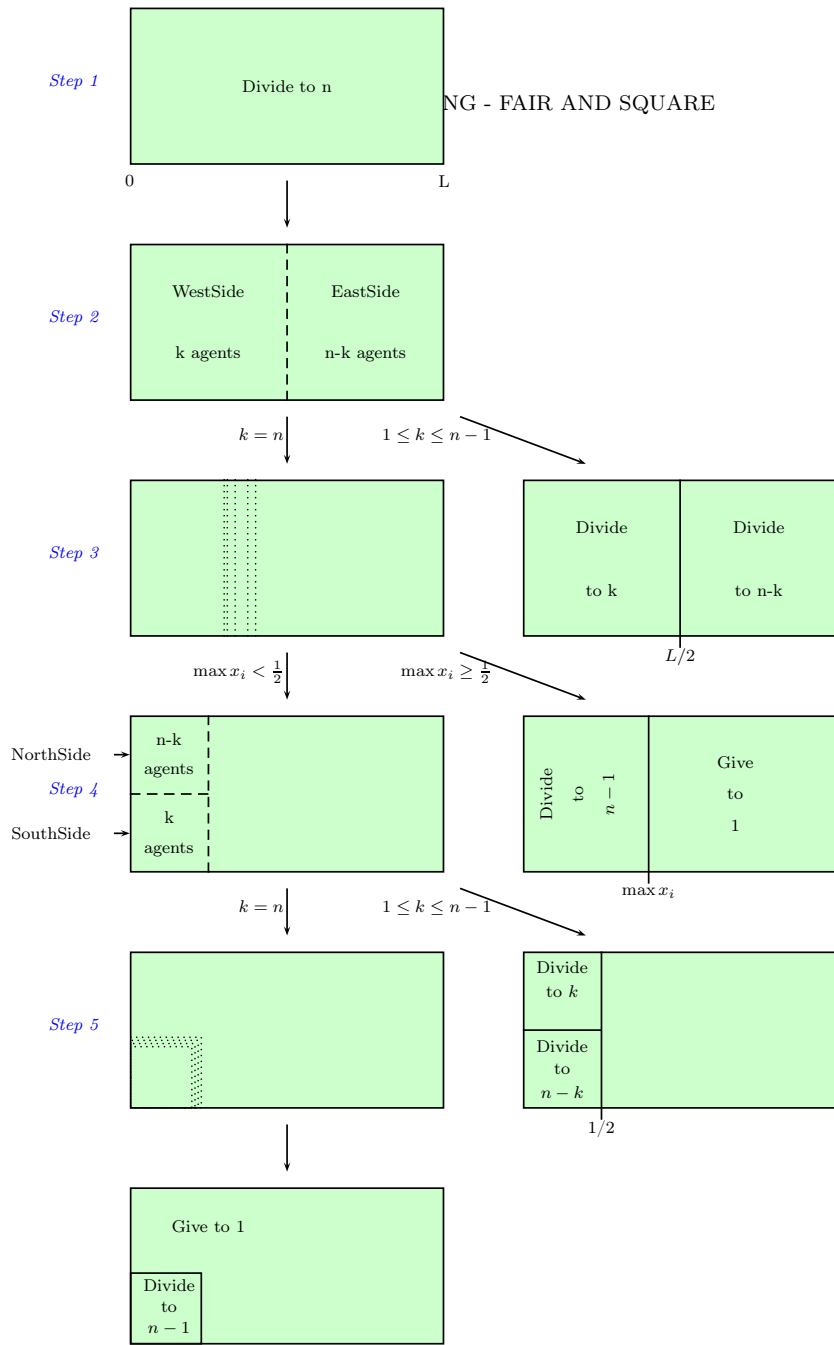 Step 1
Divide to n
NG - FAIR AND SQUARE
0
L
Step 2
WestSide
EastSide
k agents
n-k agents
k = n
1 ≤ k ≤ n − 1
Step 3
Divide
to k
Divide
to n-k
L/2
max x_i < 1/2
max x_i ≥ 1/2
NorthSide
n-k
agents
Step 4
SouthSide
k
agents
Divide
to
n − 1
Give
to
1
max x_i
k = n
1 ≤ k ≤ n − 1
Step 5
Divide
to k
Divide
to
n − k
1/2
Give to 1
Divide
to
n − 1